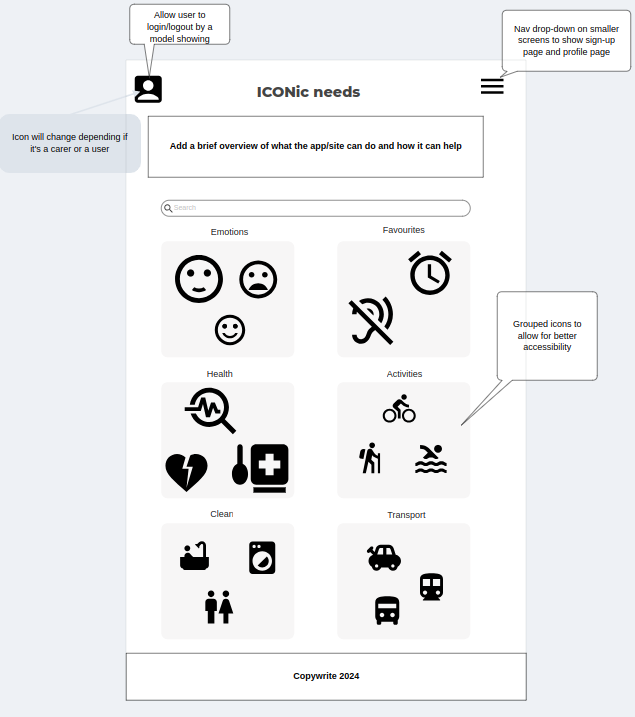 Allow user to
login/logout by a
model showing
Nav drop-down on smaller
screens to show sign-up
page and profile page
ICONic needs
Icon will change depending if
it's a carer or a user
Add a brief overview of what the app/site can do and how it can help
Search
Emotions
Favourites
Grouped icons to
allow for better
accessibility
Health
Activities
Clean
Transport
Copywrite 2024